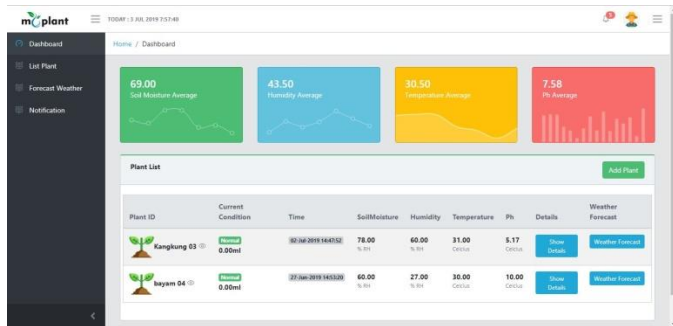 moplant
TODAY | 3 JUL 2019 7:57:40
Dashboard
List Plant
Forecast Weather
Notification
Home / Dashboard
69.00
Soil Moisture Average
43.50
Humidity Average
30.50
Temperature Average
7.58
Ph Average
Plant List
Add Plant
Plant ID Current Condition Time SoilMoisture Humidity Temperature Ph Details Weather Forecast
Kangkung 03 Normal 02-Jul-2019 14:47:52 78.00 60.00 31.00 5.17 Show Details Weather Forecast
0.00ml % RH % RH Celcius Celcius
bayam 04 Normal 27-Jun-2019 14:53:20 60.00 27.00 30.00 10.00 Show Details Weather Forecast
0.00ml % RH % RH Celcius Celcius